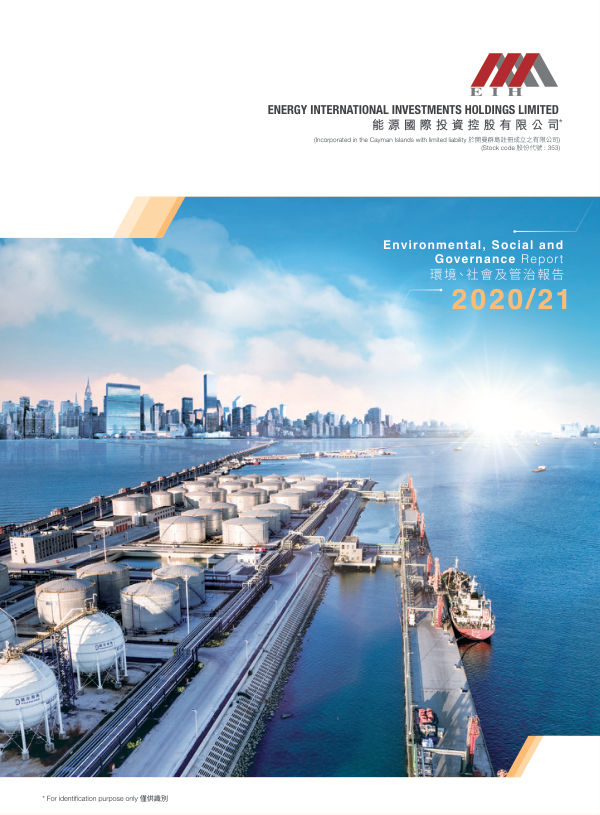 EIH
ENERGY INTERNATIONAL INVESTMENTS HOLDINGS LIMITED
能源國際投資控股有限公司*
(Incorporated in the Cayman Islands with limited liability 於開曼群島註冊成立之有限公司)
(Stock code 股份代號 : 353)
Environmental, Social and
Governance Report
環境、社會及管治報告
2020/21
* For identification purpose only 僅供識別